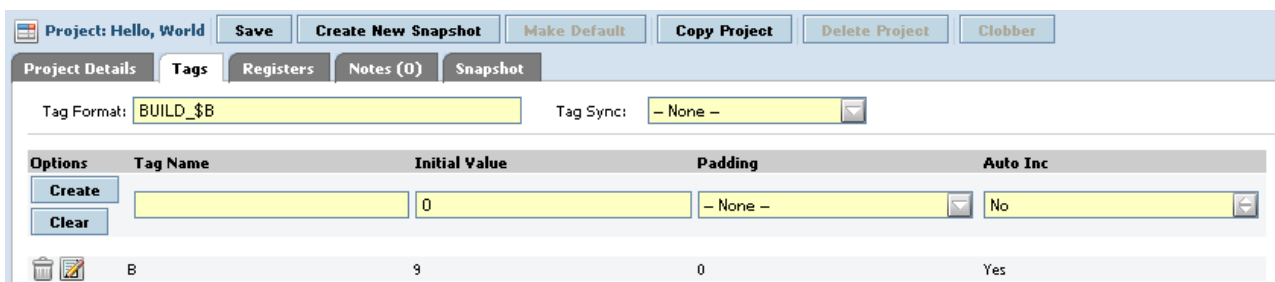 Project: Hello, World Save Create New Snapshot Make Default Copy Project Delete Project Clobber
Project Details Tags Registers Notes (0) Snapshot
Tag Format: BUILD_$B Tag Sync: – None –
Options Tag Name Initial Value Padding Auto Inc
Create
0 – None – No
Clear
B 9 0 Yes